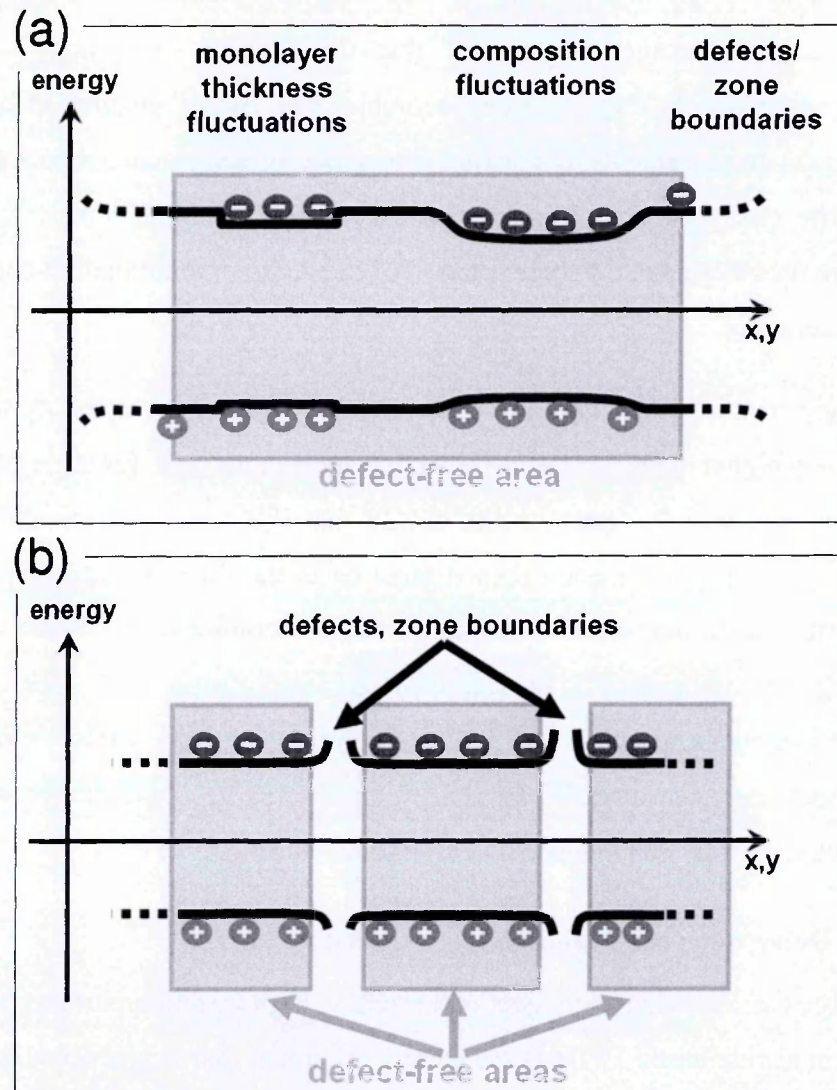 (a)
energy
monolayer
thickness
fluctuations
composition
fluctuations
defects/
zone
boundaries
x,y
defect-free area
(b)
energy
defects, zone boundaries
x,y
defect-free areas